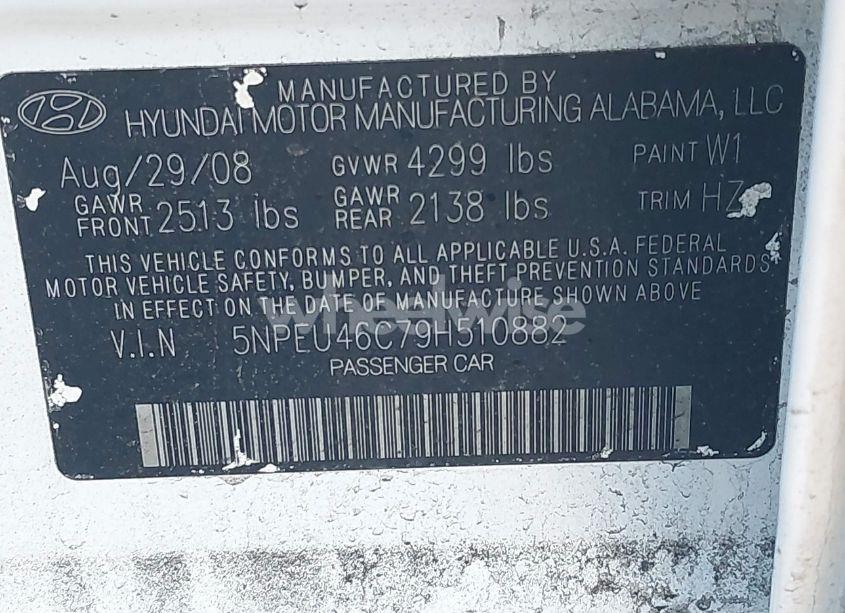 MANUFACTURED BY
HYUNDAI MOTOR MANUFACTURING ALABAMA, LLC
Aug/29/08 GVWR 4299 lbs PAINT W1
GAWR FRONT 2513 lbs GAWR REAR 2138 lbs TRIM HZ
THIS VEHICLE CONFORMS TO ALL APPLICABLE U.S.A. FEDERAL
MOTOR VEHICLE SAFETY, BUMPER, AND THEFT PREVENTION STANDARDS
IN EFFECT ON THE DATE OF MANUFACTURE SHOWN ABOVE
wheelwise
V.I.N 5NPEU46C79H510882
PASSENGER CAR